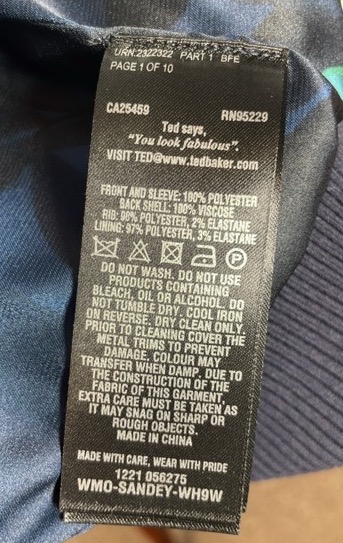 URN:2322322 PART 1 BFE
PAGE 1 OF 10
CA25459 RN95229
Ted says,
"You look fabulous".
VISIT TED@www.tedbaker.com
FRONT AND SLEEVE: 100% POLYESTER
BACK SHELL: 100% VISCOSE
RIB: 98% POLYESTER, 2% ELASTANE
LINING: 97% POLYESTER, 3% ELASTANE
P
DO NOT WASH. DO NOT USE
PRODUCTS CONTAINING
BLEACH, OIL OR ALCOHOL. DO
NOT TUMBLE DRY. COOL IRON
ON REVERSE. DRY CLEAN ONLY.
PRIOR TO CLEANING COVER THE
METAL TRIMS TO PREVENT
DAMAGE. COLOUR MAY
TRANSFER WHEN DAMP. DUE TO
THE CONSTRUCTION OF THE
FABRIC OF THIS GARMENT,
EXTRA CARE MUST BE TAKEN AS
IT MAY SNAG ON SHARP OR
ROUGH OBJECTS.
MADE IN CHINA
MADE WITH CARE, WEAR WITH PRIDE
1221 056275
WMO-SANDEY-WH9W